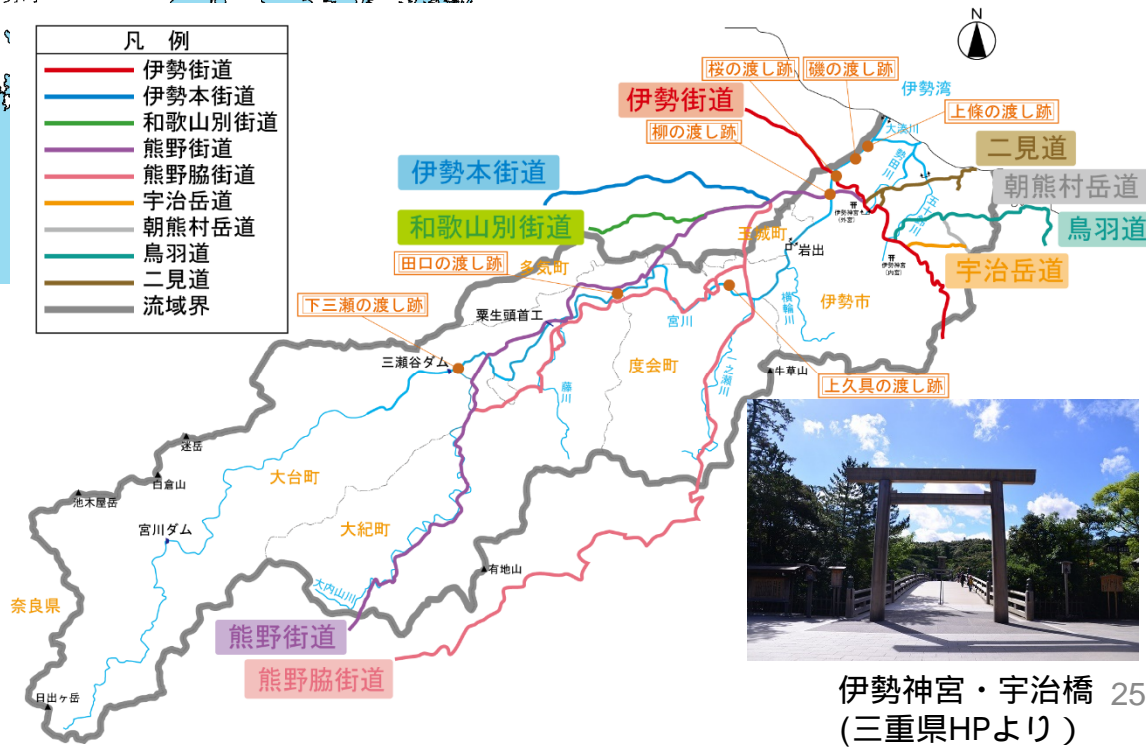 凡 例
伊勢街道
伊勢本街道
和歌山別街道
熊野街道
熊野脇街道
宇治岳道
朝熊村岳道
鳥羽道
二見道
流域界
N
桜の渡し跡
磯の渡し跡
伊勢湾
伊勢街道
上條の渡し跡
柳の渡し跡
大湊川
勢田川
二見道
伊勢本街道
朝熊村岳道
五十鈴川
和歌山別街道
伊勢神宮
(外宮)
鳥羽道
玉城町
岩出
田口の渡し跡
多気町
伊勢神宮
(内宮)
宇治岳道
下三瀬の渡し跡
横輪川
伊勢市
粟生頭首工
宮川
三瀬谷ダム
度会町
一之瀬川
牛草山
藤川
上久具の渡し跡
迷岳
白倉山
大台町
池木屋岳
宮川ダム
大紀町
有地山
大内山川
奈良県
熊野街道
熊野脇街道
日出ヶ岳
伊勢神宮・宇治橋
(三重県HPより)
25